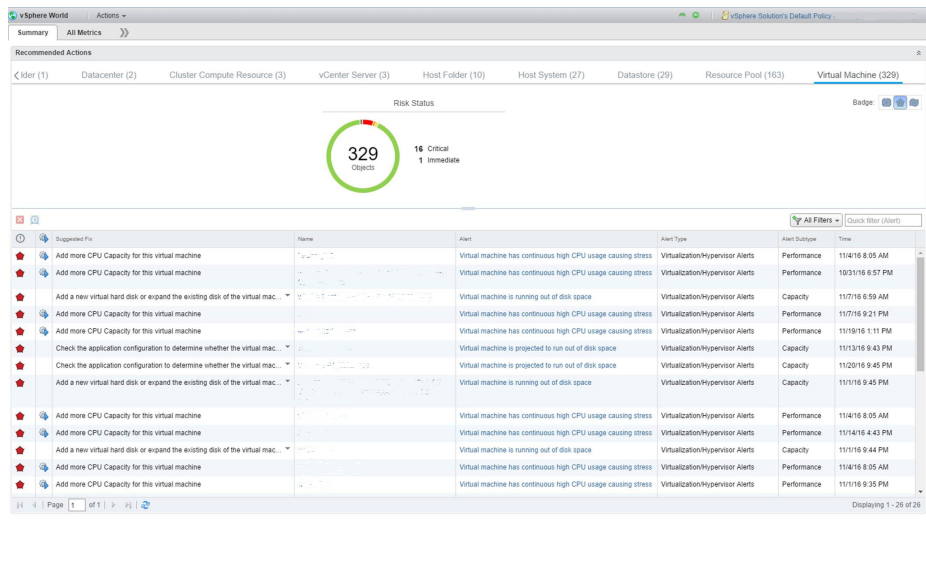 vSphere World Actions vSphere Solution's Default Policy
Summary All Metrics
Recommended Actions
lder (1) Datacenter (2) Cluster Compute Resource (3) vCenter Server (3) Host Folder (10) Host System (27) Datastore (29) Resource Pool (163) Virtual Machine (329)
Risk Status Badge:
329
Objects
16 Critical
1 Immediate
All Filters Quick filter (Alert)
Suggested Fix Name Alert Alert Type Alert Subtype Time
Add more CPU Capacity for this virtual machine Virtual machine has continuous high CPU usage causing stress Virtualization/Hypervisor Alerts Performance 11/4/16 8:05 AM
Add more CPU Capacity for this virtual machine Virtual machine has continuous high CPU usage causing stress Virtualization/Hypervisor Alerts Performance 10/31/16 6:57 PM
Add a new virtual hard disk or expand the existing disk of the virtual mac... Virtual machine is running out of disk space Virtualization/Hypervisor Alerts Capacity 11/7/16 6:59 AM
Add more CPU Capacity for this virtual machine Virtual machine has continuous high CPU usage causing stress Virtualization/Hypervisor Alerts Performance 11/7/16 9:21 PM
Add more CPU Capacity for this virtual machine Virtual machine has continuous high CPU usage causing stress Virtualization/Hypervisor Alerts Performance 11/19/16 1:11 PM
Check the application configuration to determine whether the virtual mac... Virtual machine is projected to run out of disk space Virtualization/Hypervisor Alerts Capacity 11/13/16 9:43 PM
Check the application configuration to determine whether the virtual mac... Virtual machine is projected to run out of disk space Virtualization/Hypervisor Alerts Capacity 11/20/16 9:45 PM
Add a new virtual hard disk or expand the existing disk of the virtual mac... Virtual machine is running out of disk space Virtualization/Hypervisor Alerts Capacity 11/1/16 9:45 PM
Add more CPU Capacity for this virtual machine Virtual machine has continuous high CPU usage causing stress Virtualization/Hypervisor Alerts Performance 11/4/16 8:05 AM
Add more CPU Capacity for this virtual machine Virtual machine has continuous high CPU usage causing stress Virtualization/Hypervisor Alerts Performance 11/14/16 4:43 PM
Add a new virtual hard disk or expand the existing disk of the virtual mac... Virtual machine is running out of disk space Virtualization/Hypervisor Alerts Capacity 11/1/16 9:44 PM
Add more CPU Capacity for this virtual machine Virtual machine has continuous high CPU usage causing stress Virtualization/Hypervisor Alerts Performance 11/4/16 8:05 AM
Add more CPU Capacity for this virtual machine Virtual machine has continuous high CPU usage causing stress Virtualization/Hypervisor Alerts Performance 11/1/16 9:35 PM
Page 1 of 1 Displaying 1 - 26 of 26